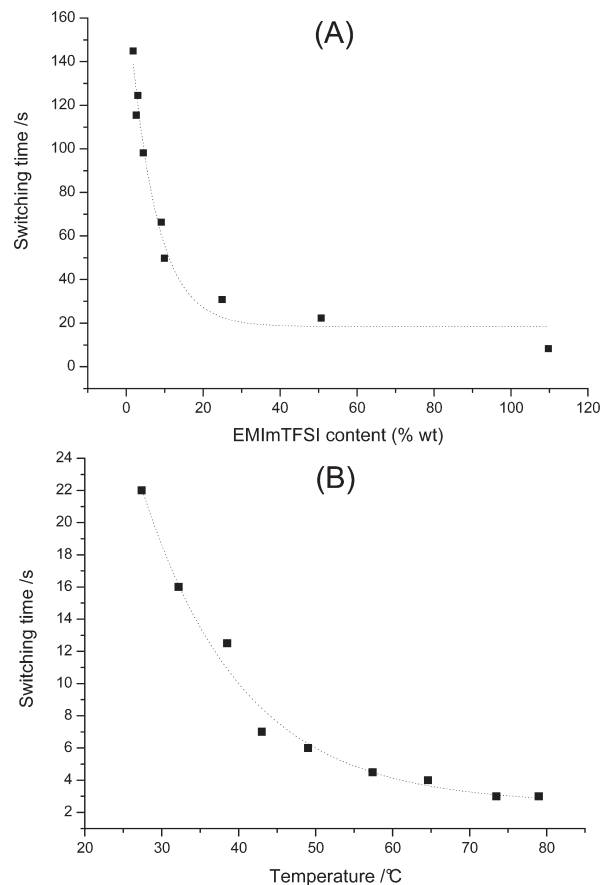 (A)
160
140
120
100
80
60
40
20
0
Switching time /s
0 20 40 60 80 100 120
EMImTFSI content (% wt)
(B)
24
22
20
18
16
14
12
10
8
6
4
2
Switching time /s
20 30 40 50 60 70 80
Temperature /℃